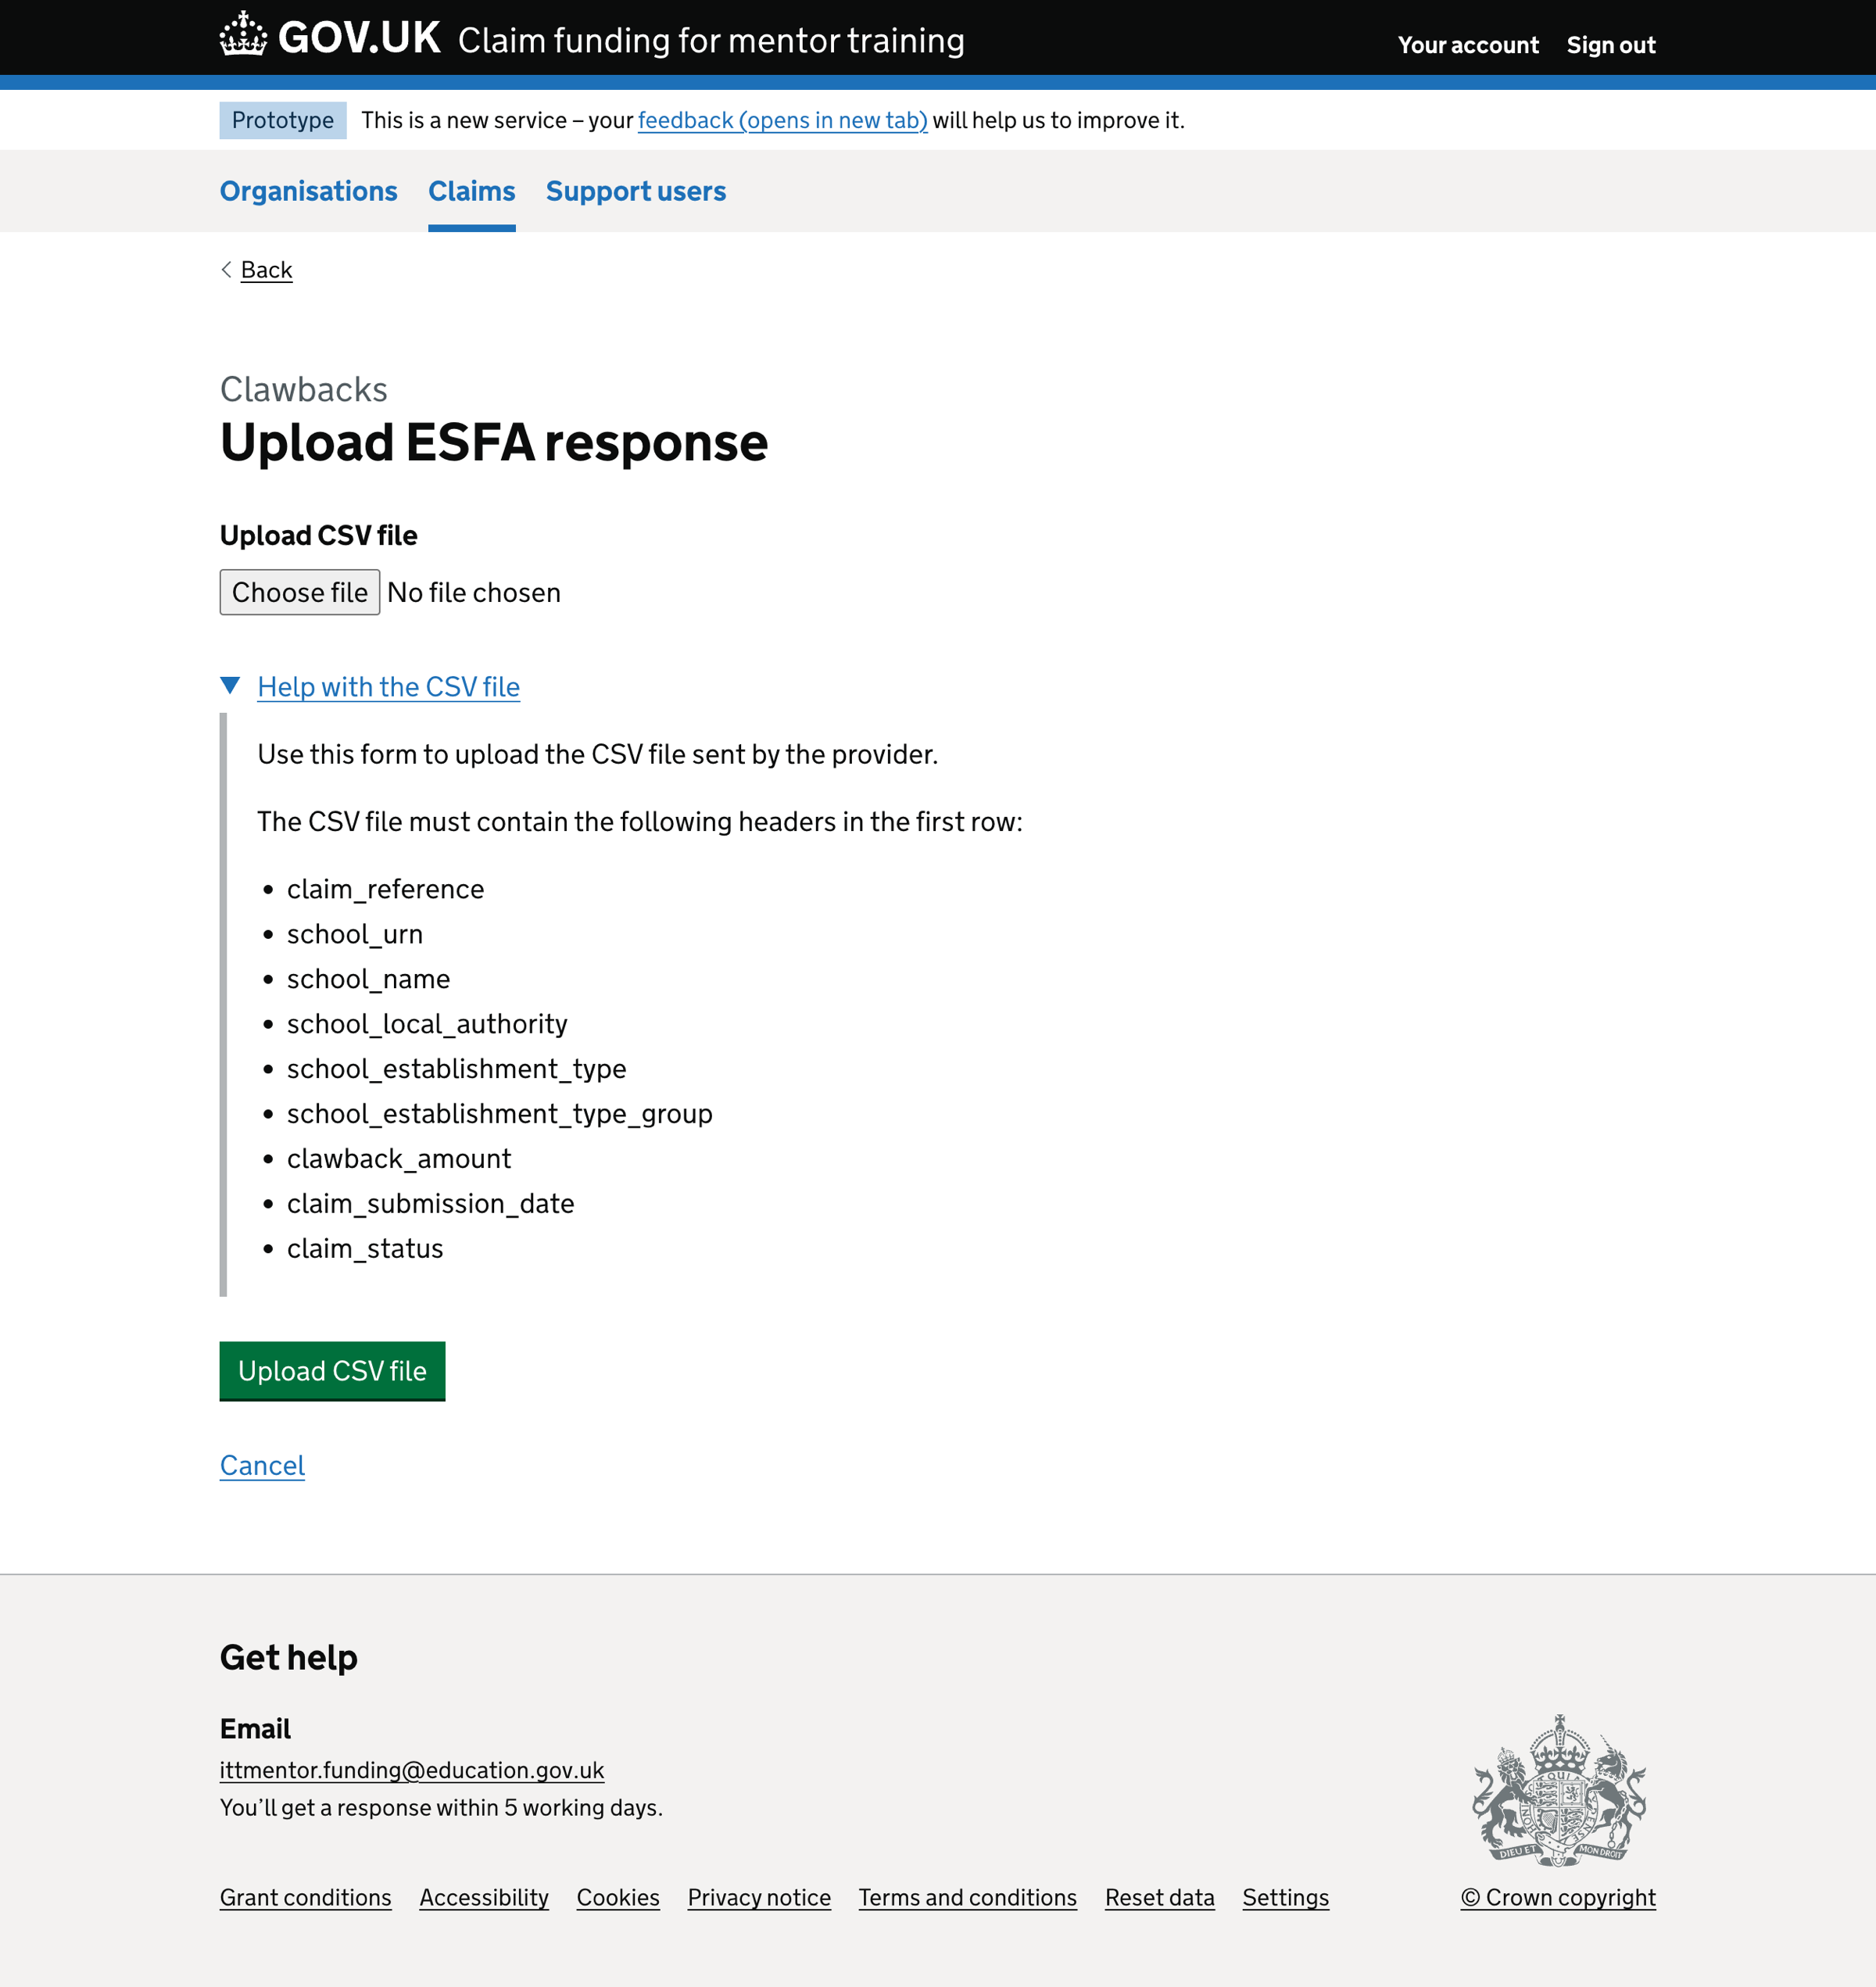 GOV.UK Claim funding for mentor training
Your account Sign out
Prototype This is a new service – your feedback (opens in new tab) will help us to improve it.
Organisations Claims Support users
Back
Clawbacks
Upload ESFA response
Upload CSV file
Choose file No file chosen
Help with the CSV file
Use this form to upload the CSV file sent by the provider.
The CSV file must contain the following headers in the first row:
• claim_reference
• school_urn
• school_name
• school_local_authority
• school_establishment_type
• school_establishment_type_group
• clawback_amount
• claim_submission_date
• claim_status
Upload CSV file
Cancel
Get help
Email
ittmentor.funding@education.gov.uk
You’ll get a response within 5 working days.
DIEU ET MON DROIT
Grant conditions Accessibility Cookies Privacy notice Terms and conditions Reset data Settings
© Crown copyright